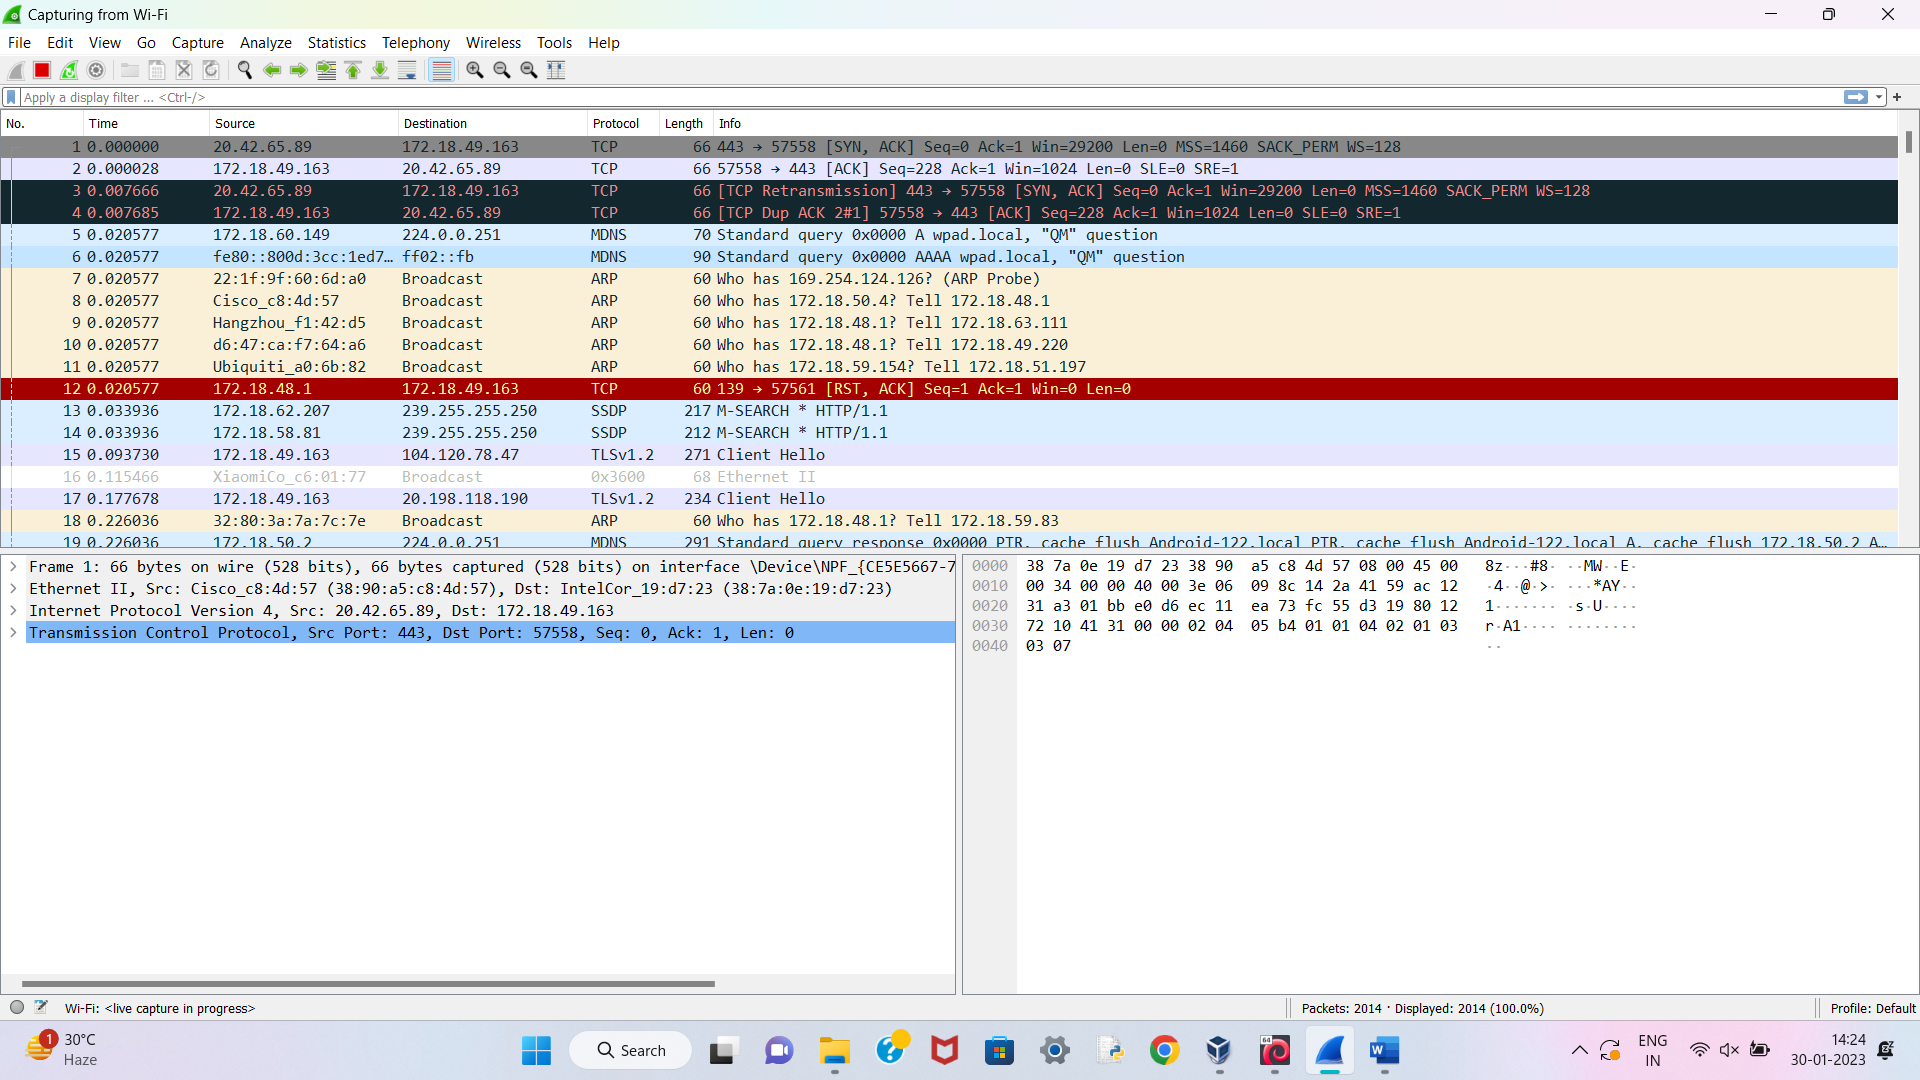 Capturing from Wi-Fi
File Edit View Go Capture Analyze Statistics Telephony Wireless Tools Help
Apply a display filter ... <Ctrl-/>
No. Time Source Destination Protocol Length Info
1 0.000000 20.42.65.89 172.18.49.163 TCP 66 443 → 57558 [SYN, ACK] Seq=0 Ack=1 Win=29200 Len=0 MSS=1460 SACK_PERM WS=128
2 0.000028 172.18.49.163 20.42.65.89 TCP 66 57558 → 443 [ACK] Seq=228 Ack=1 Win=1024 Len=0 SLE=0 SRE=1
3 0.007666 20.42.65.89 172.18.49.163 TCP 66 [TCP Retransmission] 443 → 57558 [SYN, ACK] Seq=0 Ack=1 Win=29200 Len=0 MSS=1460 SACK_PERM WS=128
4 0.007685 172.18.49.163 20.42.65.89 TCP 66 [TCP Dup ACK 2#1] 57558 → 443 [ACK] Seq=228 Ack=1 Win=1024 Len=0 SLE=0 SRE=1
5 0.020577 172.18.60.149 224.0.0.251 MDNS 70 Standard query 0x0000 A wpad.local, "QM" question
6 0.020577 fe80::800d:3cc:1ed7… ff02::fb MDNS 90 Standard query 0x0000 AAAA wpad.local, "QM" question
7 0.020577 22:1f:9f:60:6d:a0 Broadcast ARP 60 Who has 169.254.124.126? (ARP Probe)
8 0.020577 Cisco_c8:4d:57 Broadcast ARP 60 Who has 172.18.50.4? Tell 172.18.48.1
9 0.020577 Hangzhou_f1:42:d5 Broadcast ARP 60 Who has 172.18.48.1? Tell 172.18.63.111
10 0.020577 d6:47:ca:f7:64:a6 Broadcast ARP 60 Who has 172.18.48.1? Tell 172.18.49.220
11 0.020577 Ubiquiti_a0:6b:82 Broadcast ARP 60 Who has 172.18.59.154? Tell 172.18.51.197
12 0.020577 172.18.48.1 172.18.49.163 TCP 60 139 → 57561 [RST, ACK] Seq=1 Ack=1 Win=0 Len=0
13 0.033936 172.18.62.207 239.255.255.250 SSDP 217 M-SEARCH * HTTP/1.1
14 0.033936 172.18.58.81 239.255.255.250 SSDP 212 M-SEARCH * HTTP/1.1
15 0.093730 172.18.49.163 104.120.78.47 TLSv1.2 271 Client Hello
16 0.115466 XiaomiCo_c6:01:77 Broadcast 0x3600 68 Ethernet II
17 0.177678 172.18.49.163 20.198.118.190 TLSv1.2 234 Client Hello
18 0.226036 32:80:3a:7a:7c:7e Broadcast ARP 60 Who has 172.18.48.1? Tell 172.18.59.83
19 0.226036 172.18.50.2 224.0.0.251 MDNS 291 Standard query response 0x0000 PTR, cache flush Android-122.local PTR, cache flush Android-122.local A, cache flush 172.18.50.2 A…
Frame 1: 66 bytes on wire (528 bits), 66 bytes captured (528 bits) on interface \Device\NPF_{CE5E5667-7
Ethernet II, Src: Cisco_c8:4d:57 (38:90:a5:c8:4d:57), Dst: IntelCor_19:d7:23 (38:7a:0e:19:d7:23)
Internet Protocol Version 4, Src: 20.42.65.89, Dst: 172.18.49.163
Transmission Control Protocol, Src Port: 443, Dst Port: 57558, Seq: 0, Ack: 1, Len: 0
0000 38 7a 0e 19 d7 23 38 90 a5 c8 4d 57 08 00 45 00 8z···#8· ··MW··E·
0010 00 34 00 00 40 00 3e 06 09 8c 14 2a 41 59 ac 12 ·4··@·>· ···*AY··
0020 31 a3 01 bb e0 d6 ec 11 ea 73 fc 55 d3 19 80 12 1······· ·s·U····
0030 72 10 41 31 00 00 02 04 05 b4 01 01 04 02 01 03 r·A1···· ········
0040 03 07 ··
Wi-Fi: <live capture in progress> Packets: 2014 · Displayed: 2014 (100.0%) Profile: Default
1 30°C
Haze
Search
64
ENG
IN
14:24
30-01-2023